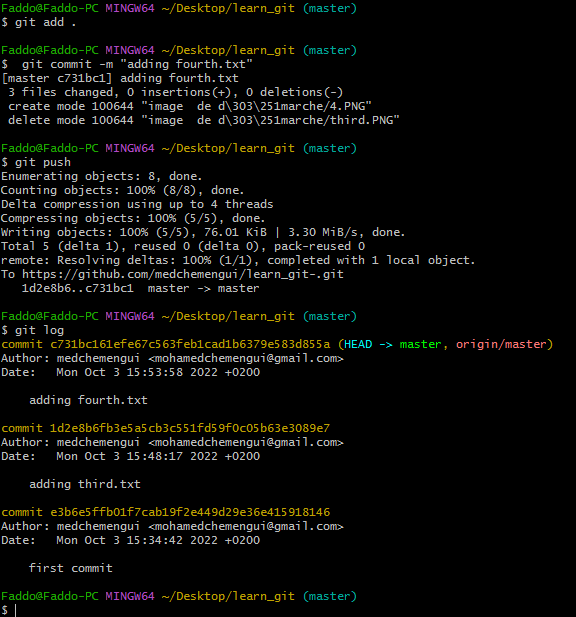 Faddo@Faddo-PC MINGW64 ~/Desktop/learn_git (master)
$ git add .
Faddo@Faddo-PC MINGW64 ~/Desktop/learn_git (master)
$  git commit -m "adding fourth.txt"
[master c731bc1] adding fourth.txt
 3 files changed, 0 insertions(+), 0 deletions(-)
 create mode 100644 "image  de d\303\251marche/4.PNG"
 delete mode 100644 "image  de d\303\251marche/third.PNG"
Faddo@Faddo-PC MINGW64 ~/Desktop/learn_git (master)
$ git push
Enumerating objects: 8, done.
Counting objects: 100% (8/8), done.
Delta compression using up to 4 threads
Compressing objects: 100% (5/5), done.
Writing objects: 100% (5/5), 76.01 KiB | 3.30 MiB/s, done.
Total 5 (delta 1), reused 0 (delta 0), pack-reused 0
remote: Resolving deltas: 100% (1/1), completed with 1 local object.
To https://github.com/medchemengui/learn_git-.git
   1d2e8b6..c731bc1  master -> master
Faddo@Faddo-PC MINGW64 ~/Desktop/learn_git (master)
$ git log
commit c731bc161efe67c563feb1cad1b6379e583d855a (HEAD -> master, origin/master)
Author: medchemengui <mohamedchemengui@gmail.com>
Date:   Mon Oct 3 15:53:58 2022 +0200
    adding fourth.txt
commit 1d2e8b6fb3e5a5cb3c551fd59f0c05b63e3089e7
Author: medchemengui <mohamedchemengui@gmail.com>
Date:   Mon Oct 3 15:48:17 2022 +0200
    adding third.txt
commit e3b6e5ffb01f7cab19f2e449d29e36e415918146
Author: medchemengui <mohamedchemengui@gmail.com>
Date:   Mon Oct 3 15:34:42 2022 +0200
    first commit
Faddo@Faddo-PC MINGW64 ~/Desktop/learn_git (master)
$